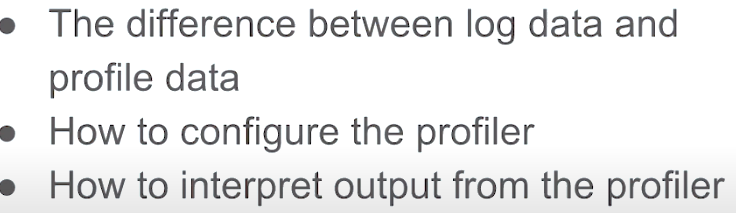 ● The difference between log data and
profile data
● How to configure the profiler
● How to interpret output from the profiler